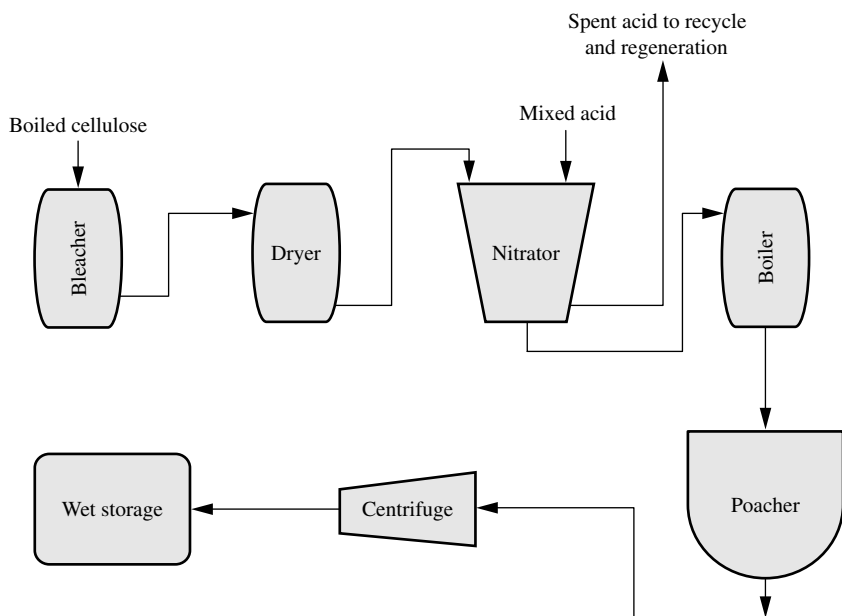 Spent acid to recycle
and regeneration
Mixed acid
Boiled cellulose
Bleacher
Dryer
Nitrator
Boiler
Wet storage
Centrifuge
Poacher